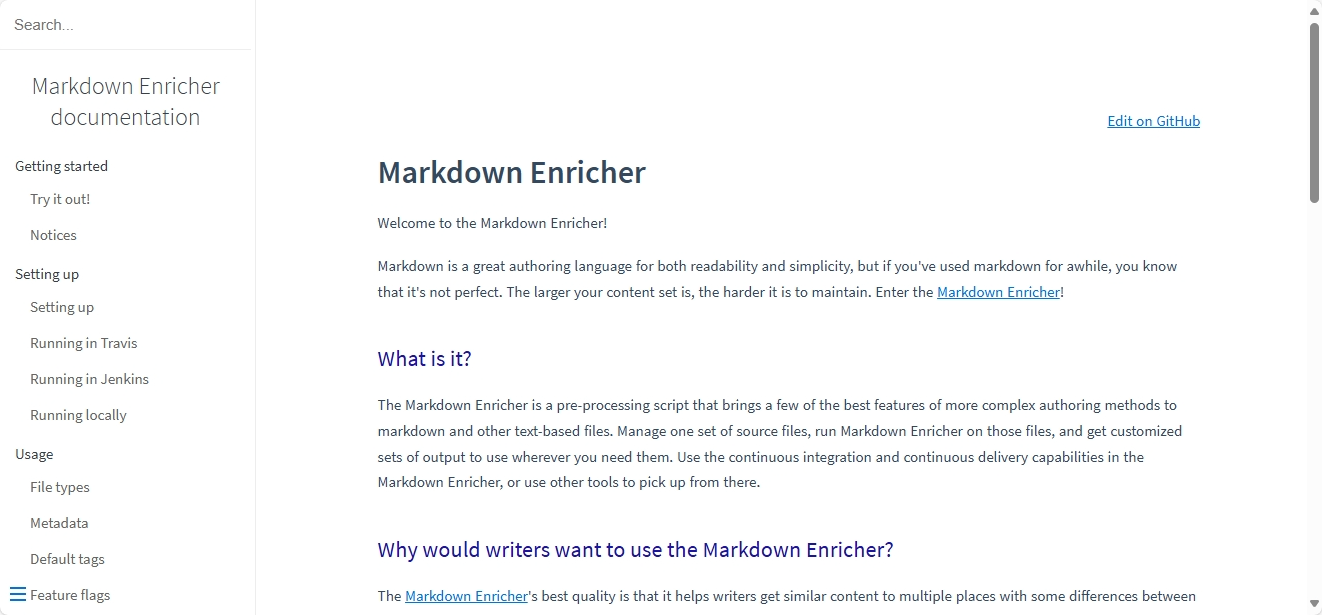 Search...
Markdown Enricher
documentation
Getting started
Try it out!
Notices
Setting up
Setting up
Running in Travis
Running in Jenkins
Running locally
Usage
File types
Metadata
Default tags
Feature flags
Edit on GitHub
Markdown Enricher
Welcome to the Markdown Enricher!
Markdown is a great authoring language for both readability and simplicity, but if you've used markdown for awhile, you know
that it's not perfect. The larger your content set is, the harder it is to maintain. Enter the Markdown Enricher!
What is it?
The Markdown Enricher is a pre-processing script that brings a few of the best features of more complex authoring methods to
markdown and other text-based files. Manage one set of source files, run Markdown Enricher on those files, and get customized
sets of output to use wherever you need them. Use the continuous integration and continuous delivery capabilities in the
Markdown Enricher, or use other tools to pick up from there.
Why would writers want to use the Markdown Enricher?
The Markdown Enricher's best quality is that it helps writers get similar content to multiple places with some differences between